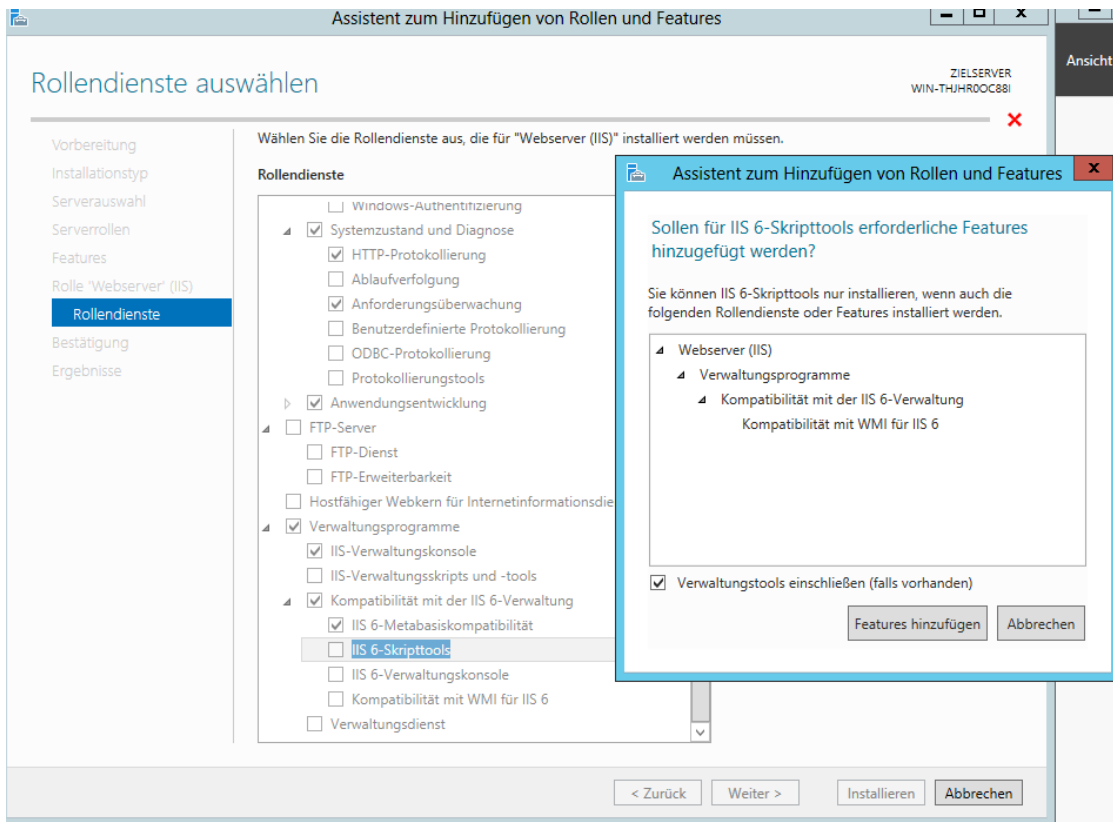 Assistent zum Hinzufügen von Rollen und Features
Ansicht
Rollendienste auswählen
ZIELSERVER
WIN-THJHR0OC88I
Vorbereitung
Installationstyp
Serverauswahl
Serverrollen
Features
Rolle 'Webserver' (IIS)
Rollendienste
Bestätigung
Ergebnisse
Wählen Sie die Rollendienste aus, die für "Webserver (IIS)" installiert werden müssen.
Rollendienste
Windows-Authentifizierung
Systemzustand und Diagnose
HTTP-Protokollierung
Ablaufverfolgung
Anforderungsüberwachung
Benutzerdefinierte Protokollierung
ODBC-Protokollierung
Protokollierungstools
Anwendungsentwicklung
FTP-Server
FTP-Dienst
FTP-Erweiterbarkeit
Hostfähiger Webkern für Internetinformationsdie
Verwaltungsprogramme
IIS-Verwaltungskonsole
IIS-Verwaltungsskripts und -tools
Kompatibilität mit der IIS 6-Verwaltung
IIS 6-Metabasiskompatibilität
IIS 6-Skripttools
IIS 6-Verwaltungskonsole
Kompatibilität mit WMI für IIS 6
Verwaltungsdienst
Assistent zum Hinzufügen von Rollen und Features
Sollen für IIS 6-Skripttools erforderliche Features
hinzugefügt werden?
Sie können IIS 6-Skripttools nur installieren, wenn auch die
folgenden Rollendienste oder Features installiert werden.
Webserver (IIS)
Verwaltungsprogramme
Kompatibilität mit der IIS 6-Verwaltung
Kompatibilität mit WMI für IIS 6
Verwaltungstools einschließen (falls vorhanden)
Features hinzufügen
Abbrechen
< Zurück
Weiter >
Installieren
Abbrechen